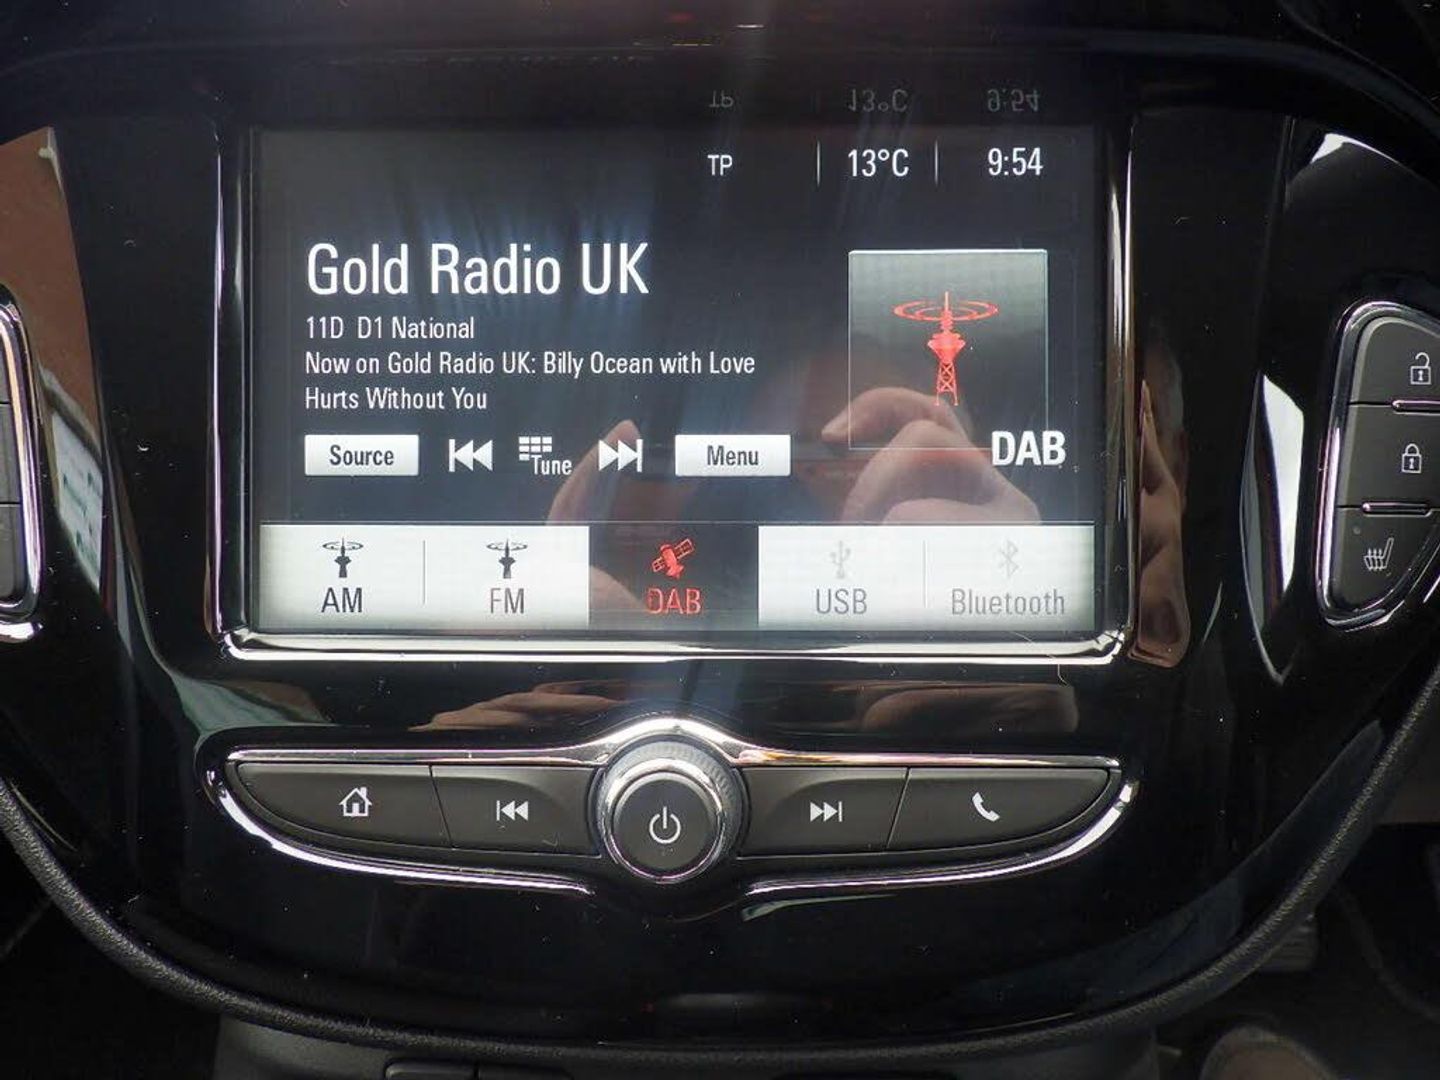 TP 13°C 9:54
Gold Radio UK
11D D1 National
Now on Gold Radio UK: Billy Ocean with Love
Hurts Without You
DAB
Source Tune Menu
AM FM DAB USB Bluetooth